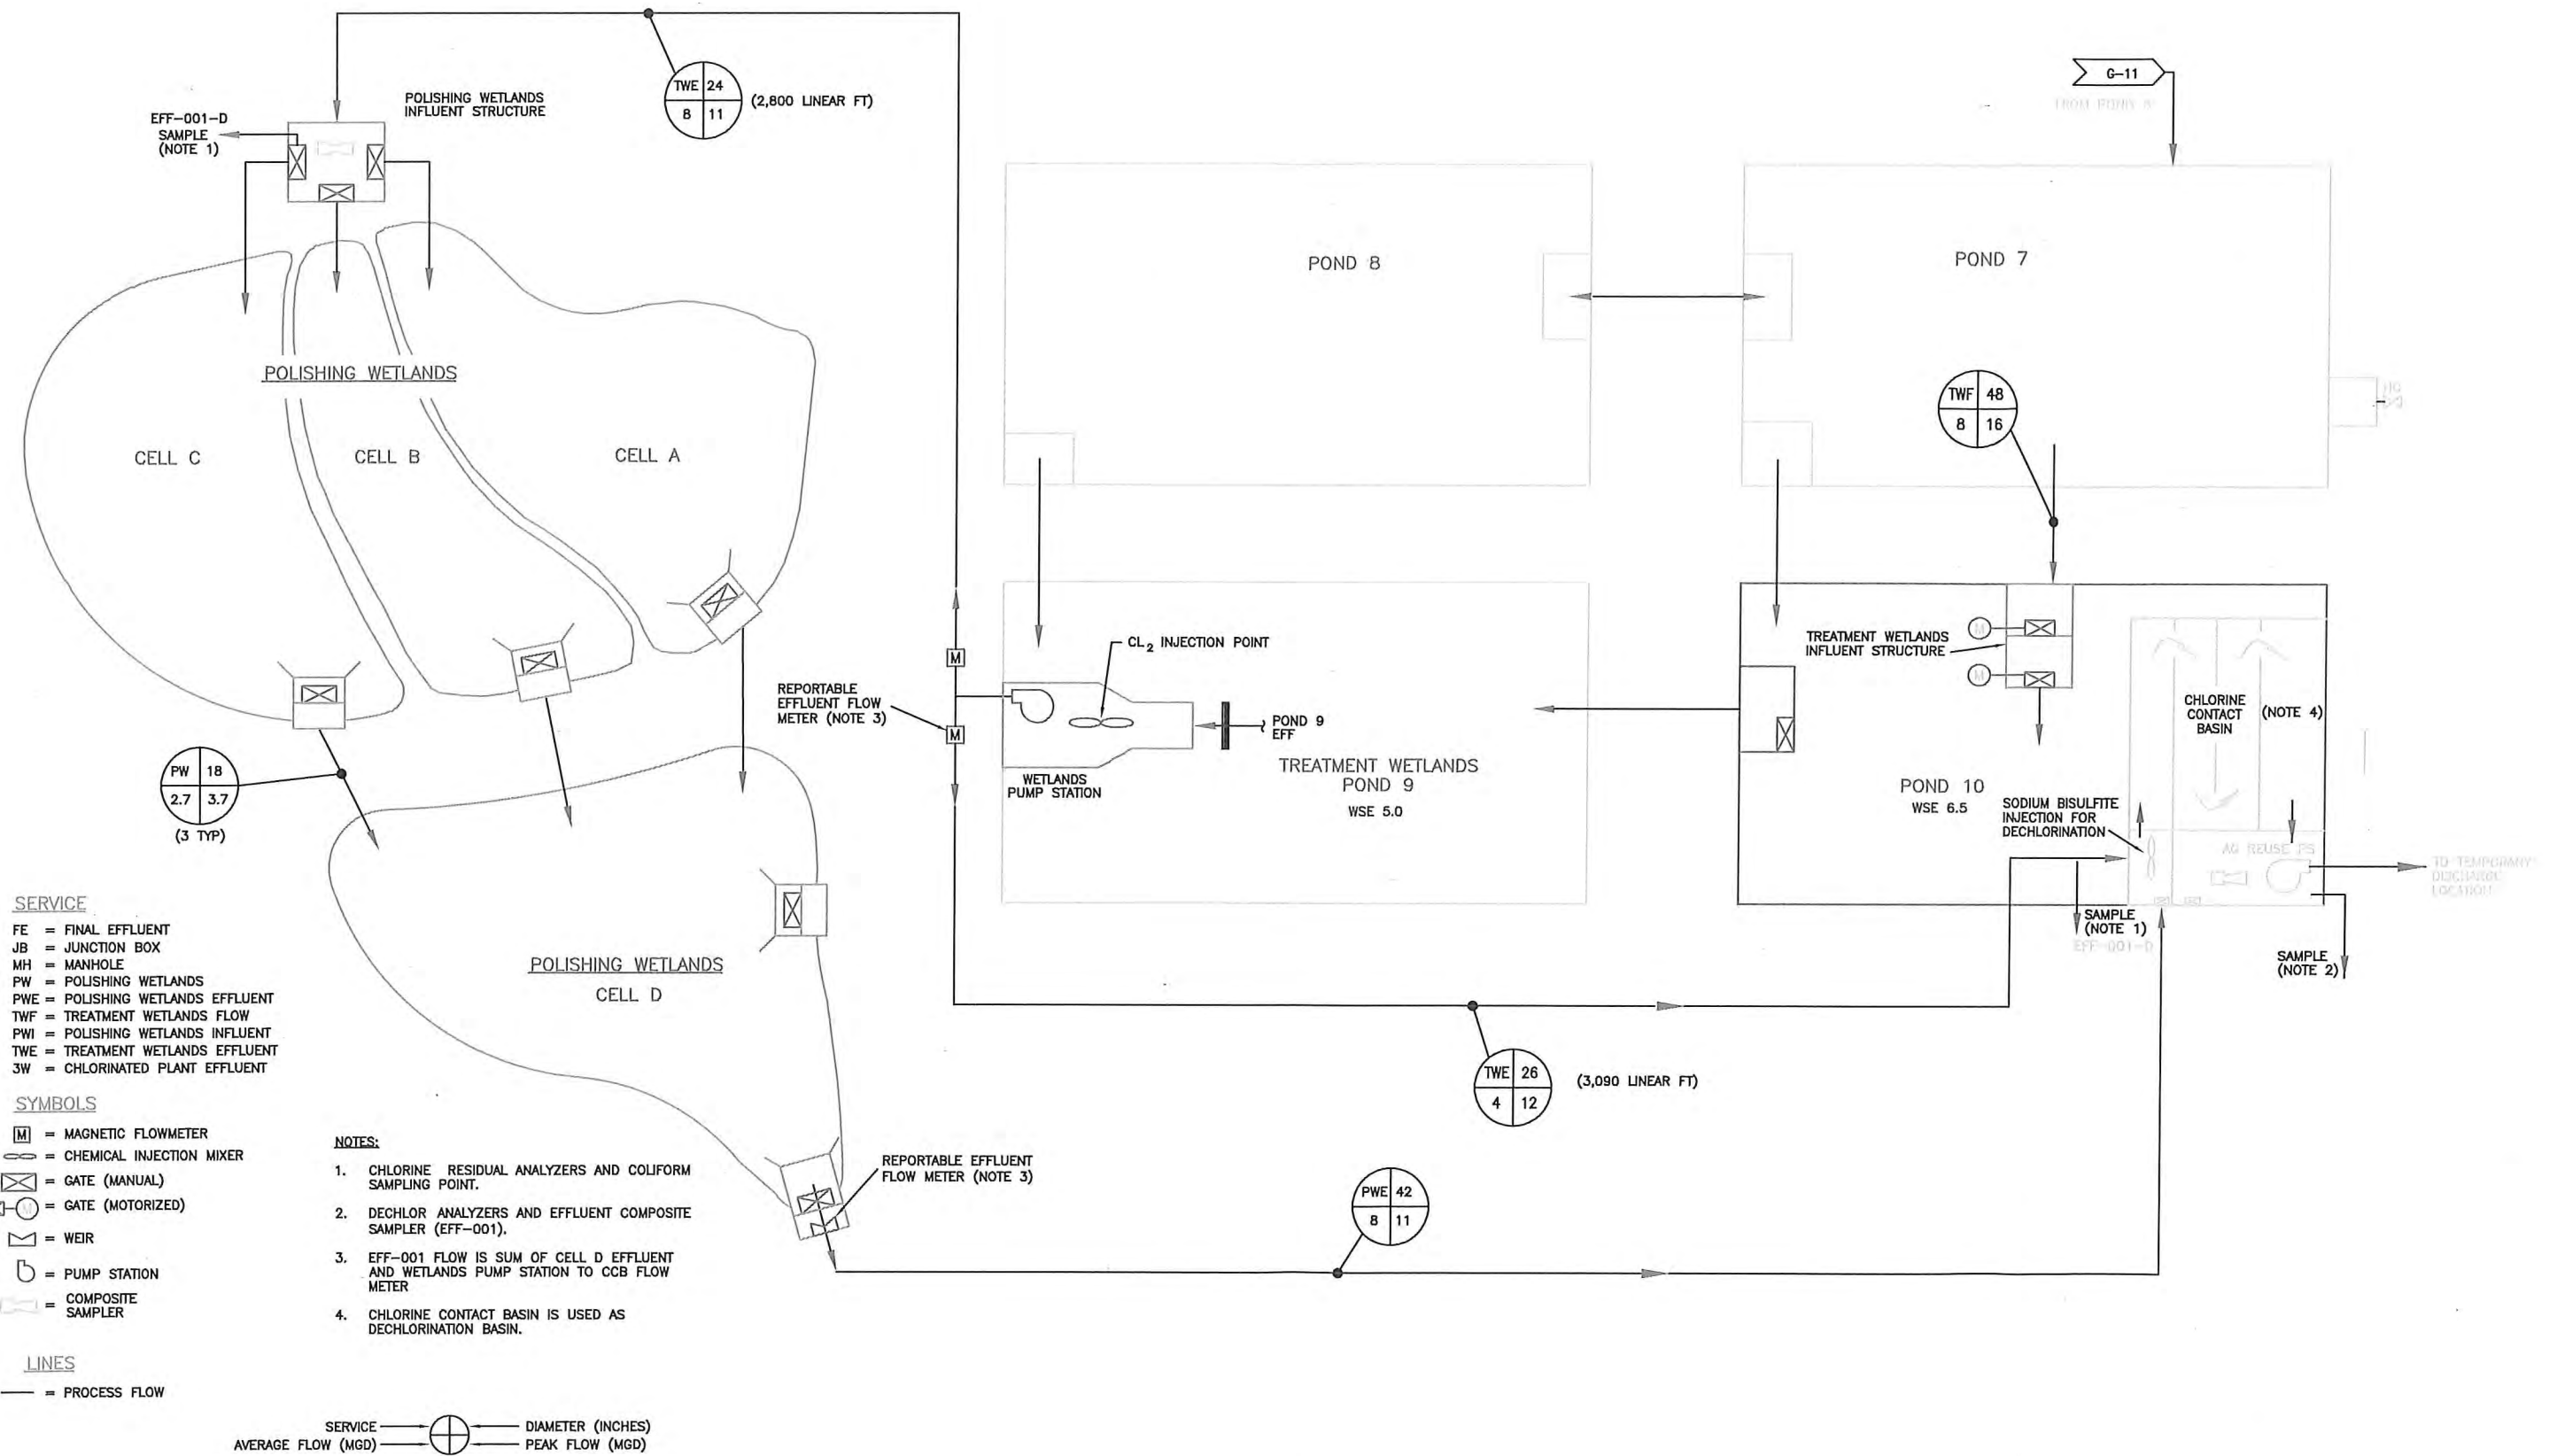 G-11
FROM POND
TWE 24
8 11
(2,800 LINEAR FT)
POLISHING WETLANDS
INFLUENT STRUCTURE
EFF-001-D
SAMPLE
(NOTE 1)
POND 8
POND 7
POLISHING WETLANDS
CELL C
CELL B
CELL A
TWF 48
8 16
CL2 INJECTION POINT
REPORTABLE
EFFLUENT FLOW
METER (NOTE 3)
M
M
POND 9
EFF
WETLANDS
PUMP STATION
TREATMENT WETLANDS
POND 9
WSE 5.0
TREATMENT WETLANDS
INFLUENT STRUCTURE
M
M
CHLORINE
CONTACT
BASIN
(NOTE 4)
POND 10
WSE 6.5
SODIUM BISULFITE
INJECTION FOR
DECHLORINATION
AG REUSE PS
TO TEMPORARY
DISCHARGE
LOCATION
SAMPLE
(NOTE 1)
EFF-001-D
SAMPLE
(NOTE 2)
PW 18
2.7 3.7
(3 TYP)
POLISHING WETLANDS
CELL D
TWE 26
4 12
(3,090 LINEAR FT)
REPORTABLE EFFLUENT
FLOW METER (NOTE 3)
PWE 42
8 11
SERVICE
FE = FINAL EFFLUENT
JB = JUNCTION BOX
MH = MANHOLE
PW = POLISHING WETLANDS
PWE = POLISHING WETLANDS EFFLUENT
TWF = TREATMENT WETLANDS FLOW
PWI = POLISHING WETLANDS INFLUENT
TWE = TREATMENT WETLANDS EFFLUENT
3W = CHLORINATED PLANT EFFLUENT
SYMBOLS
M = MAGNETIC FLOWMETER
= CHEMICAL INJECTION MIXER
= GATE (MANUAL)
M = GATE (MOTORIZED)
= WEIR
= PUMP STATION
= COMPOSITE
SAMPLER
LINES
= PROCESS FLOW
NOTES:
1. CHLORINE RESIDUAL ANALYZERS AND COLIFORM
SAMPLING POINT.
2. DECHLOR ANALYZERS AND EFFLUENT COMPOSITE
SAMPLER (EFF-001).
3. EFF-001 FLOW IS SUM OF CELL D EFFLUENT
AND WETLANDS PUMP STATION TO CCB FLOW
METER
4. CHLORINE CONTACT BASIN IS USED AS
DECHLORINATION BASIN.
SERVICE
DIAMETER (INCHES)
AVERAGE FLOW (MGD)
PEAK FLOW (MGD)